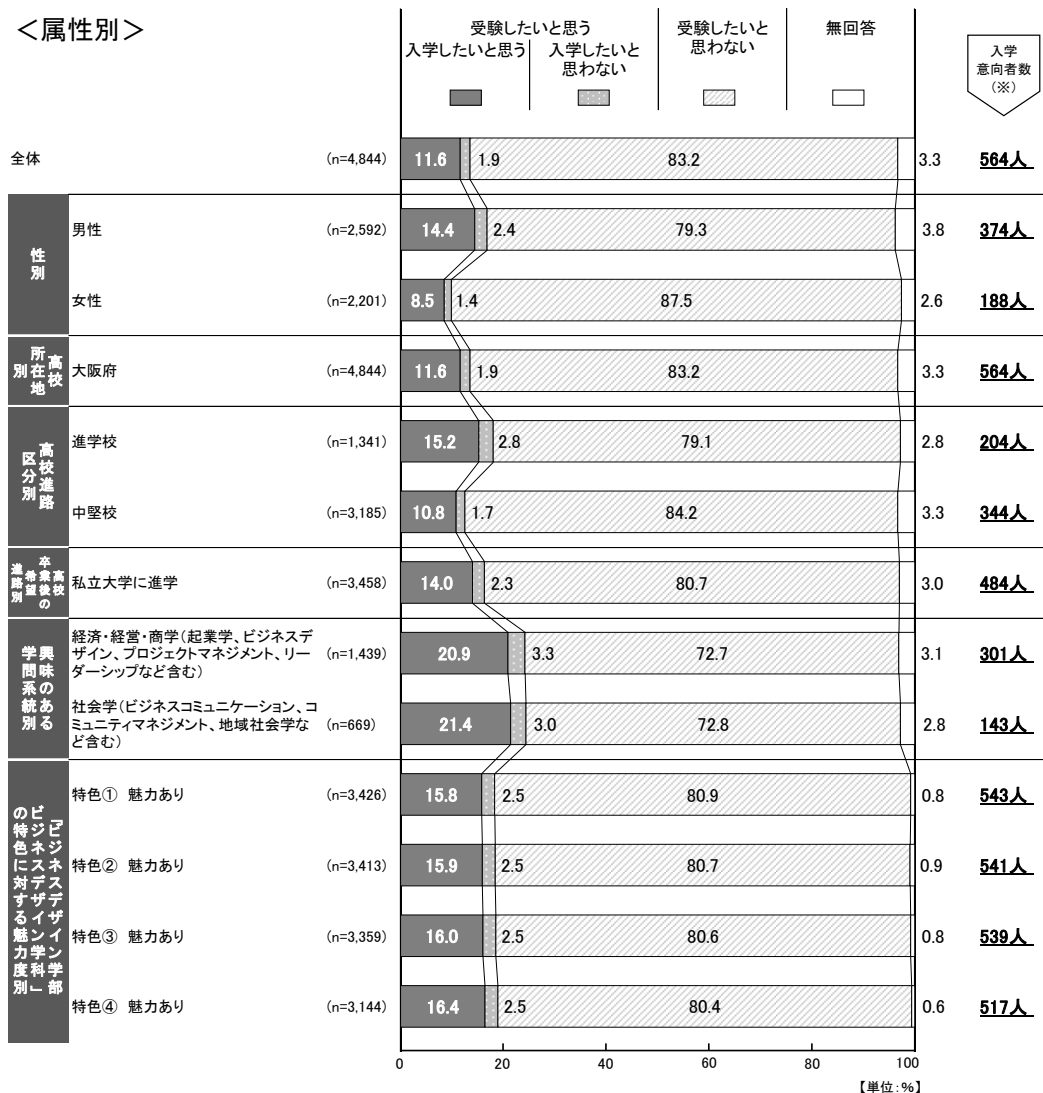 <属性別>
受験したいと思う
入学したいと思う
入学したいと
思わない
受験したいと
思わない
無回答
入学
意向者数
(※)
全体 (n=4,844) 11.6 1.9 83.2 3.3 564人
性別
男性 (n=2,592) 14.4 2.4 79.3 3.8 374人
女性 (n=2,201) 8.5 1.4 87.5 2.6 188人
高校
所在地
別
大阪府 (n=4,844) 11.6 1.9 83.2 3.3 564人
高校進路
区分別
進学校 (n=1,341) 15.2 2.8 79.1 2.8 204人
中堅校 (n=3,185) 10.8 1.7 84.2 3.3 344人
高校
卒業後の
希望
進路別
私立大学に進学 (n=3,458) 14.0 2.3 80.7 3.0 484人
興味のある
学問系統別
経済・経営・商学(起業学、ビジネスデ
ザイン、プロジェクトマネジメント、リー
ダーシップなど含む)
(n=1,439) 20.9 3.3 72.7 3.1 301人
社会学(ビジネスコミュニケーション、コ
ミュニティマネジメント、地域社会学な
ど含む)
(n=669) 21.4 3.0 72.8 2.8 143人
「ビジネスデザイン学部
ビジネスデザイン学科」
の特色に対する魅力度別
特色① 魅力あり (n=3,426) 15.8 2.5 80.9 0.8 543人
特色② 魅力あり (n=3,413) 15.9 2.5 80.7 0.9 541人
特色③ 魅力あり (n=3,359) 16.0 2.5 80.6 0.8 539人
特色④ 魅力あり (n=3,144) 16.4 2.5 80.4 0.6 517人
0 20 40 60 80 100
【単位:%】